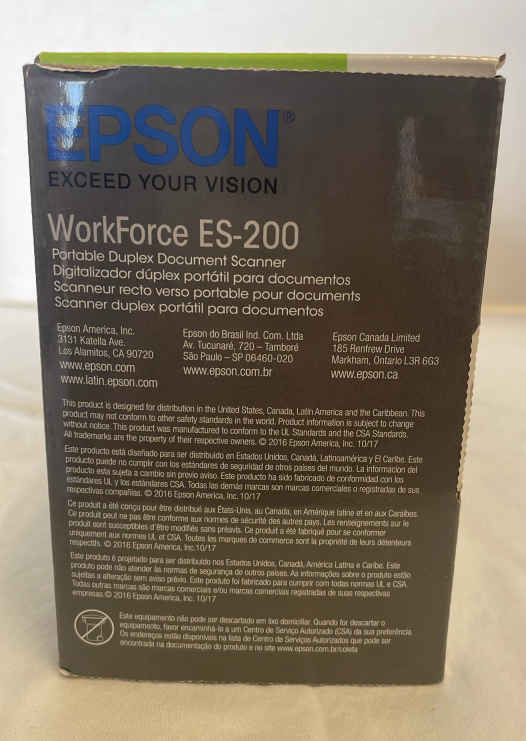 EPSON®
EXCEED YOUR VISION
WorkForce ES-200
Portable Duplex Document Scanner
Digitalizador dúplex portátil para documentos
Scanneur recto verso portable pour documents
Scanner duplex portátil para documentos
Epson America, Inc.
3131 Katella Ave.
Los Alamitos, CA 90720
www.epson.com
www.latin.epson.com
Epson do Brasil Ind. Com. Ltda
Av. Tucunaré, 720 – Tamboré
São Paulo – SP 06460-020
www.epson.com.br
Epson Canada Limited
185 Renfrew Drive
Markham, Ontario L3R 6G3
www.epson.ca
This product is designed for distribution in the United States, Canada, Latin America and the Caribbean. This
product may not conform to other safety standards in the world. Product information is subject to change
without notice. This product was manufactured to conform to the UL Standards and the CSA Standards.
All trademarks are the property of their respective owners. © 2016 Epson America, Inc. 10/17
Este producto está diseñado para ser distribuido en Estados Unidos, Canadá, Latinoamérica y El Caribe. Este
producto puede no cumplir con los estándares de seguridad de otros países del mundo. La información del
producto esta sujeta a cambio sin previo aviso. Este producto ha sido fabricado de conformidad con los
estándares UL y los estándares CSA. Todas las demás marcas son marcas comerciales o registradas de sus
respectivas compañías. © 2016 Epson America, Inc. 10/17
Ce produit a été conçu pour être distribué aux États-Unis, au Canada, en Amérique latine et en aux Caraïbes.
Ce produit peut ne pas être conforme aux normes de sécurité des autres pays. Les renseignements sur le
produit sont susceptibles d'être modifiés sans préavis. Ce produit a été fabriqué pour se conformer
uniquement aux normes UL et CSA. Toutes les marques de commerce sont la propriété de leurs détenteurs
respectifs. © 2016 Epson America, Inc.10/17
Este produto é projetado para ser distribuido nos Estados Unidos, Canadá, América Latina e Caribe. Este
produto pode não atender às normas de segurança de outros países. As informações sobre o produto estão
sujeitas a alteração sem aviso prévio. Este produto foi fabricado para cumprir com todas normas UL e CSA.
Todas outras marcas são marcas comerciais e/ou marcas comerciais registradas de suas respectivas
empresas.© 2016 Epson America, Inc. 10/17
Este equipamento não pode ser descartado em lixo domiciliar. Quando for descartar o
equipamento, favor encaminhá-le a um Centro de Serviço Autorizado (CSA) da sua preferência.
Os endereços estão disponíveis na lista de Centro de Serviços Autorizados que pode ser
encontrada na documentação do produto e no site www.epson.com.br/coleta